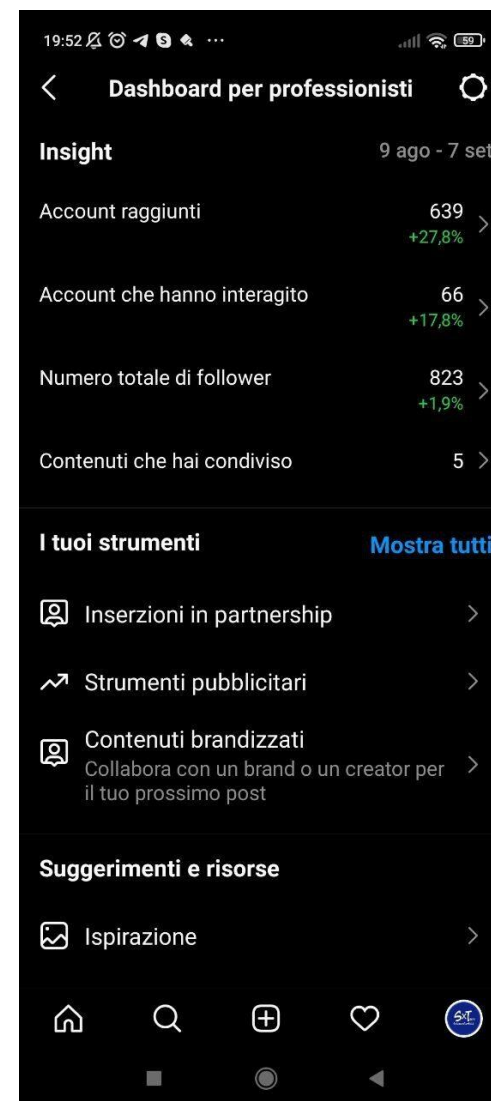 19:52
59
Dashboard per professionisti
Insight
9 ago - 7 set
Account raggiunti
639
+27,8%
Account che hanno interagito
66
+17,8%
Numero totale di follower
823
+1,9%
Contenuti che hai condiviso
5
I tuoi strumenti
Mostra tutti
Inserzioni in partnership
Strumenti pubblicitari
Contenuti brandizzati
Collabora con un brand o un creator per
il tuo prossimo post
Suggerimenti e risorse
Ispirazione